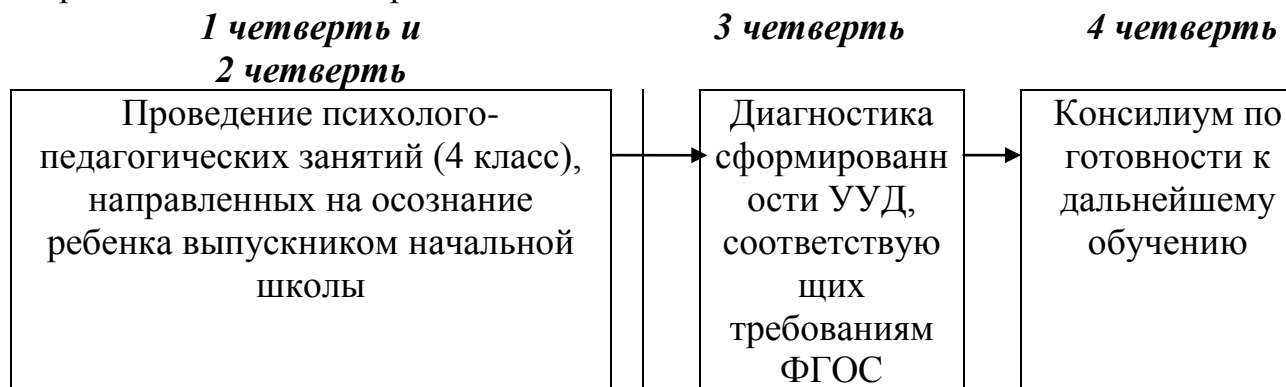 1 четверть и
2 четверть
3 четверть
4 четверть
Проведение психолого-
педагогических занятий (4 класс),
направленных на осознание
ребенка выпускником начальной
школы
Диагностика
сформированн
ости УУД,
соответствую
щих
требованиям
ФГОС
Консилиум по
готовности к
дальнейшему
обучению